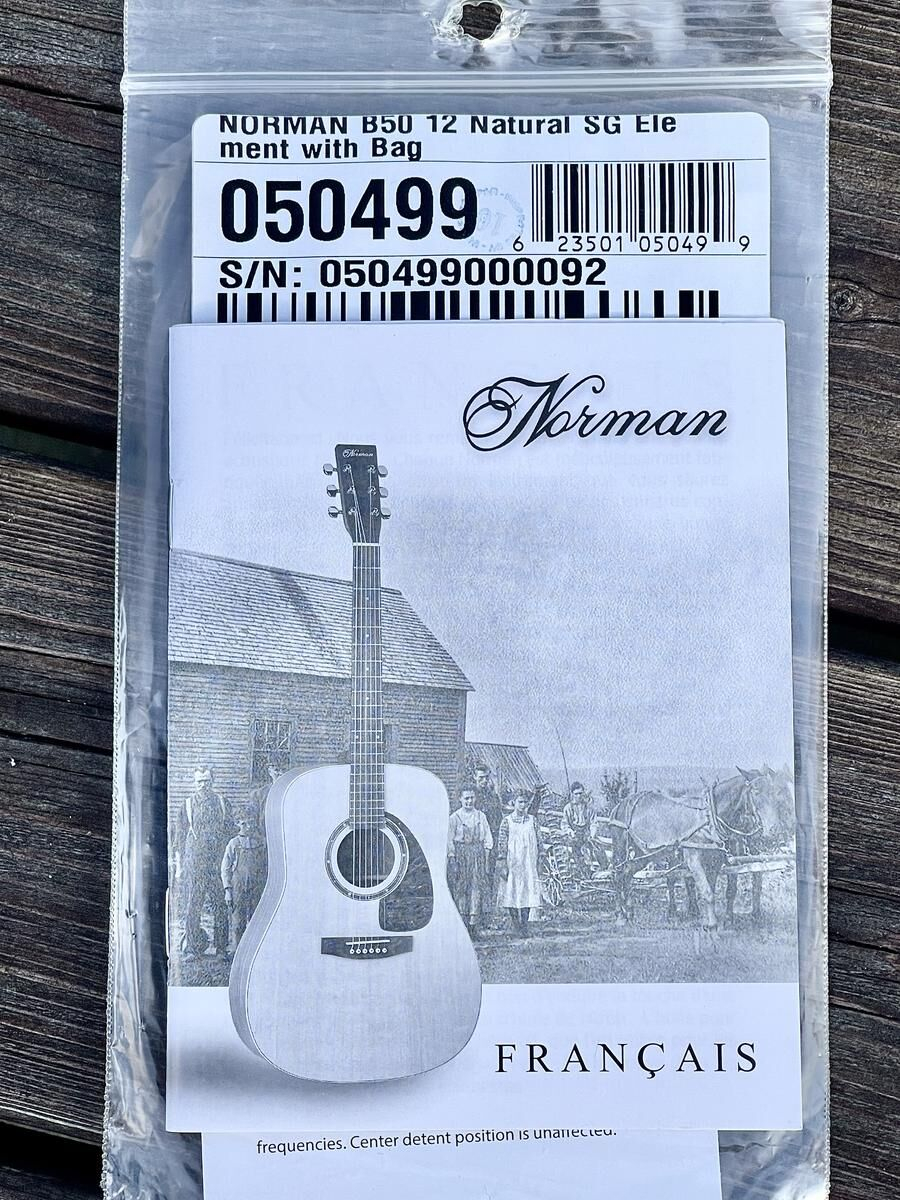 NORMAN B50 12 Natural SG Ele
ment with Bag
050499
6 23501 05049 9
S/N: 050499000092
Norman
Norman
FRANÇAIS
frequencies. Center detent position is unaffected.